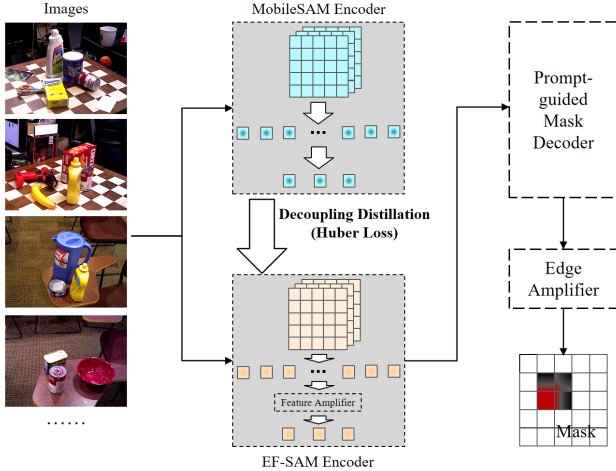 Images
MobileSAM Encoder
...
Decoupling Distillation
(Huber Loss)
...
Feature Amplifier
EF-SAM Encoder
Prompt-
guided
Mask
Decoder
Edge
Amplifier
Mask
......